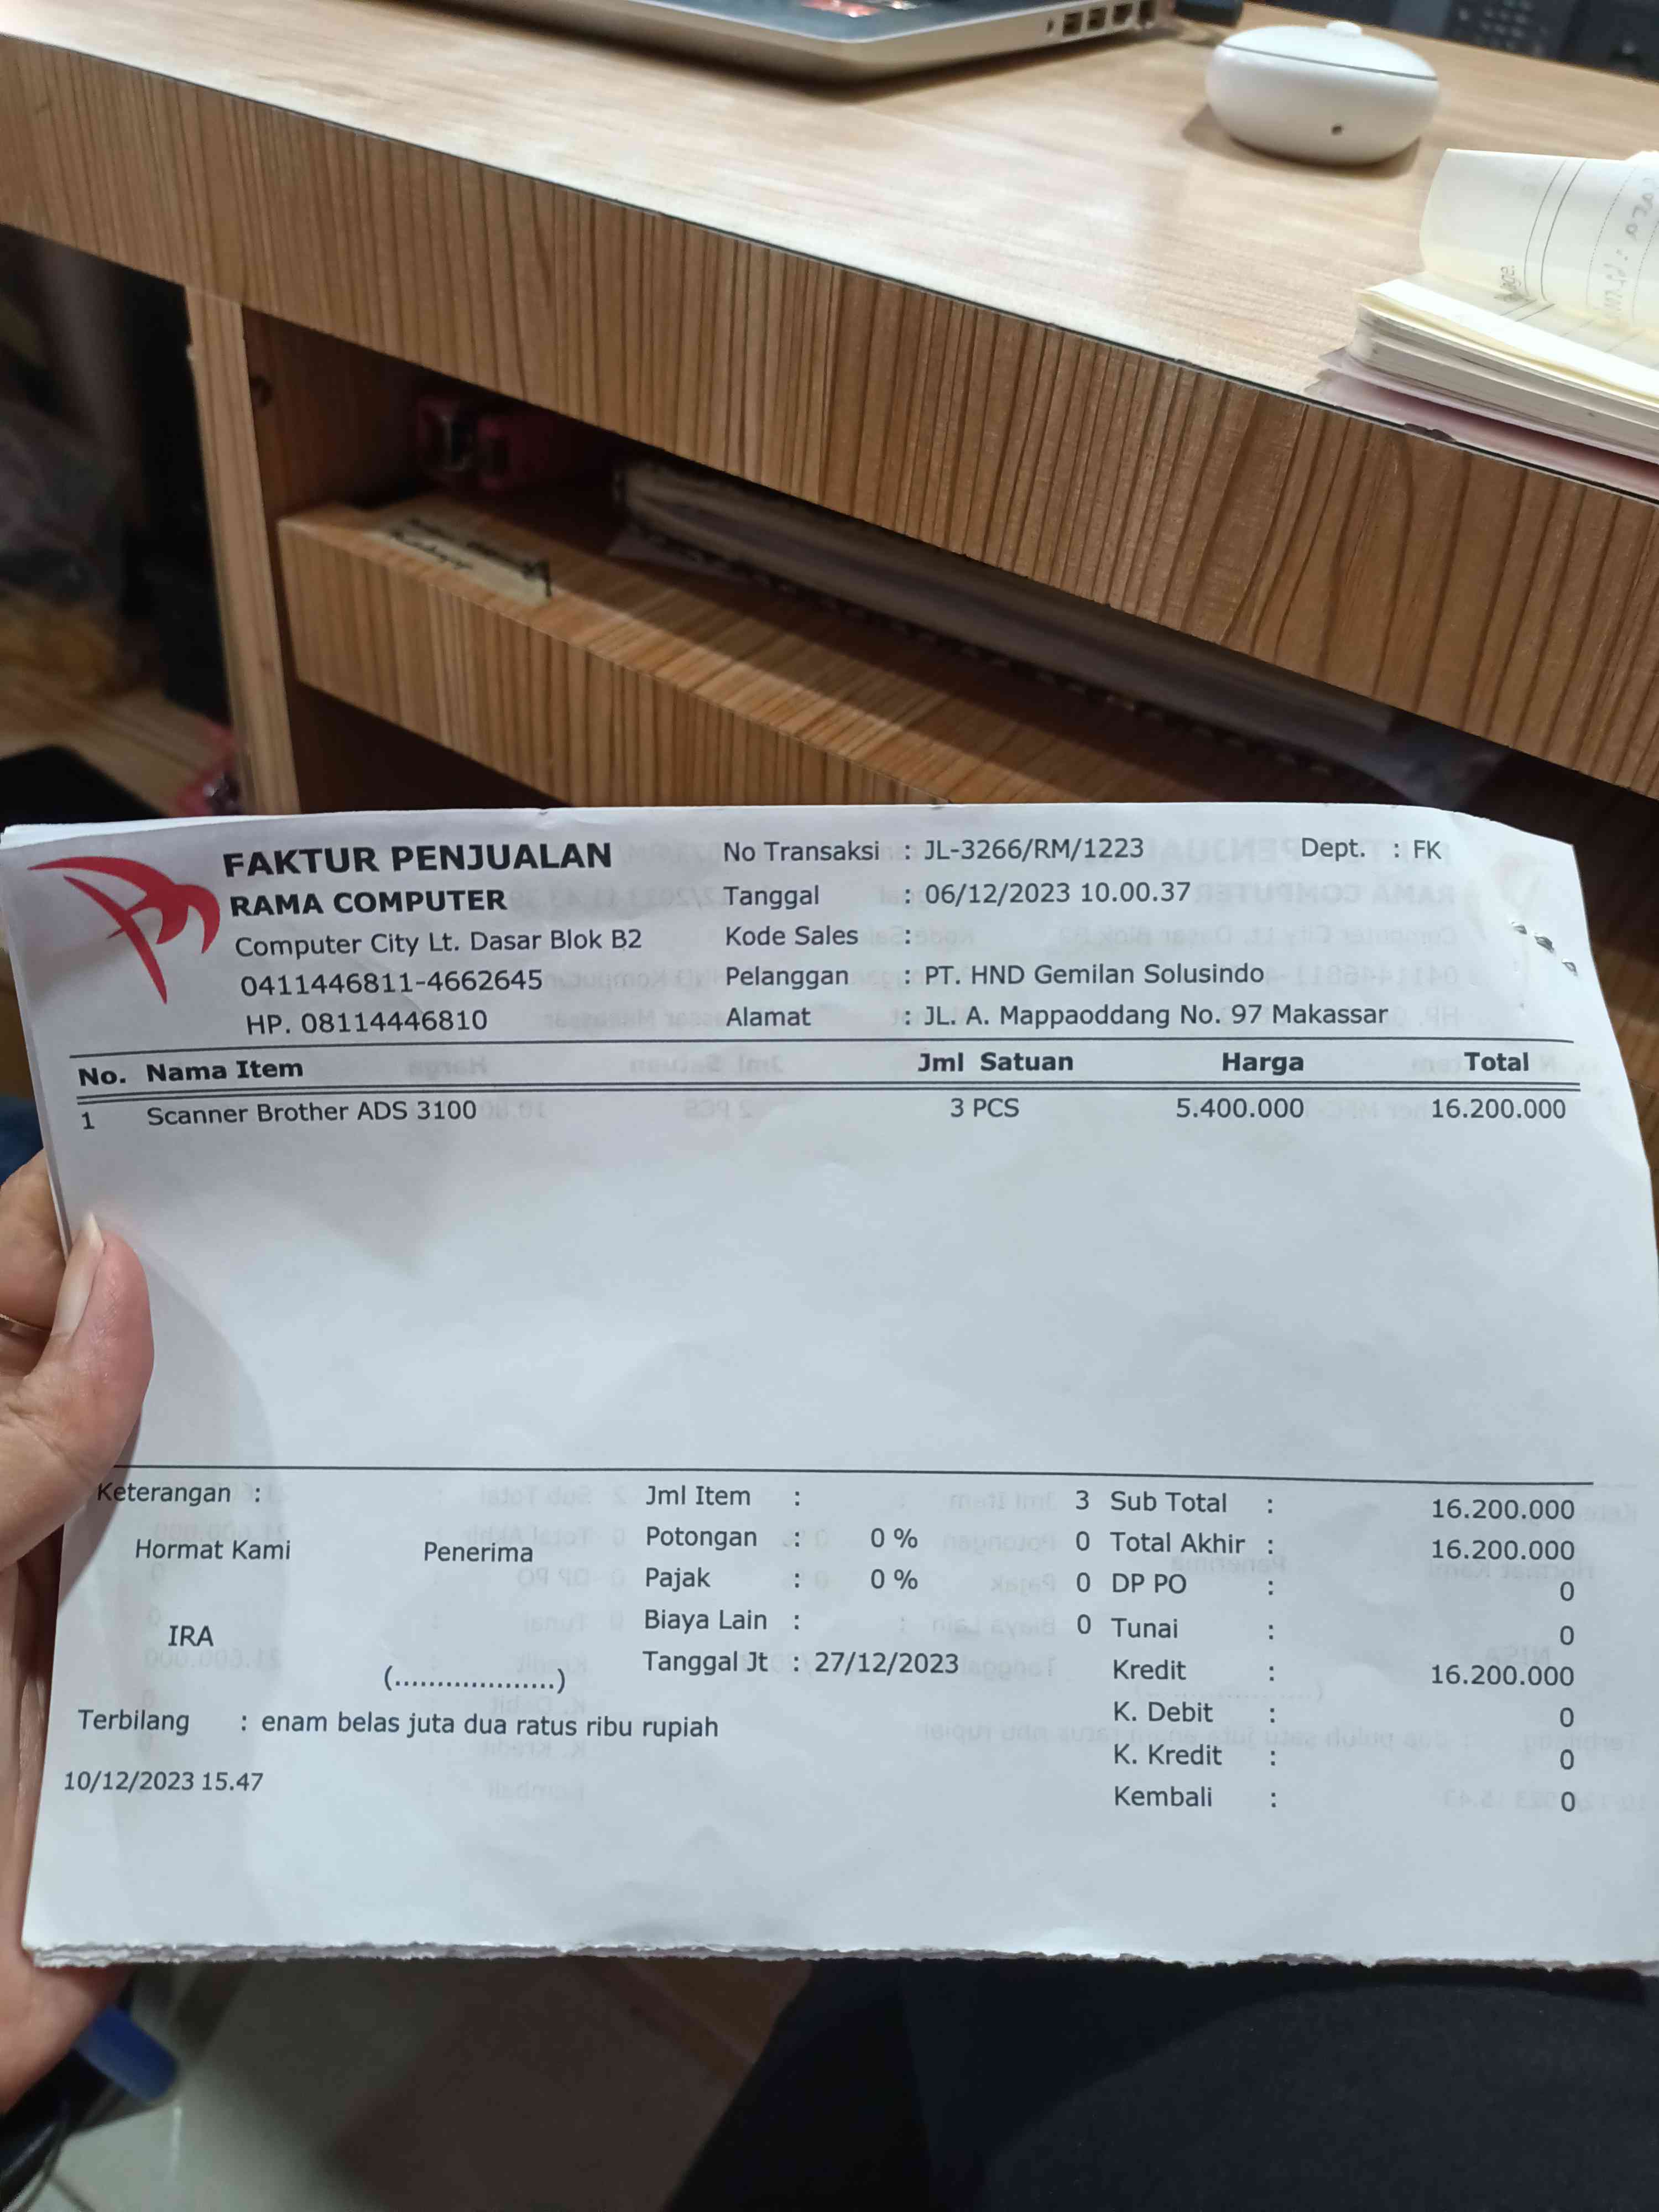 FAKTUR PENJUALAN
RAMA COMPUTER
Computer City Lt. Dasar Blok B2
0411446811-4662645
HP. 08114446810
No Transaksi : JL-3266/RM/1223
Dept. : FK
Tanggal : 06/12/2023 10.00.37
Kode Sales :
Pelanggan : PT. HND Gemilan Solusindo
Alamat : JL. A. Mappaoddang No. 97 Makassar
No. Nama Item Jml Satuan Harga Total
1 Scanner Brother ADS 3100 3 PCS 5.400.000 16.200.000
Keterangan :
Hormat Kami
Penerima
IRA
(...................)
Jml Item : 3
Potongan : 0 % 0
Pajak : 0 % 0
Biaya Lain : 0
Tanggal Jt : 27/12/2023
Sub Total : 16.200.000
Total Akhir : 16.200.000
DP PO : 0
Tunai : 0
Kredit : 16.200.000
K. Debit : 0
K. Kredit : 0
Kembali : 0
Terbilang : enam belas juta dua ratus ribu rupiah
10/12/2023 15.47